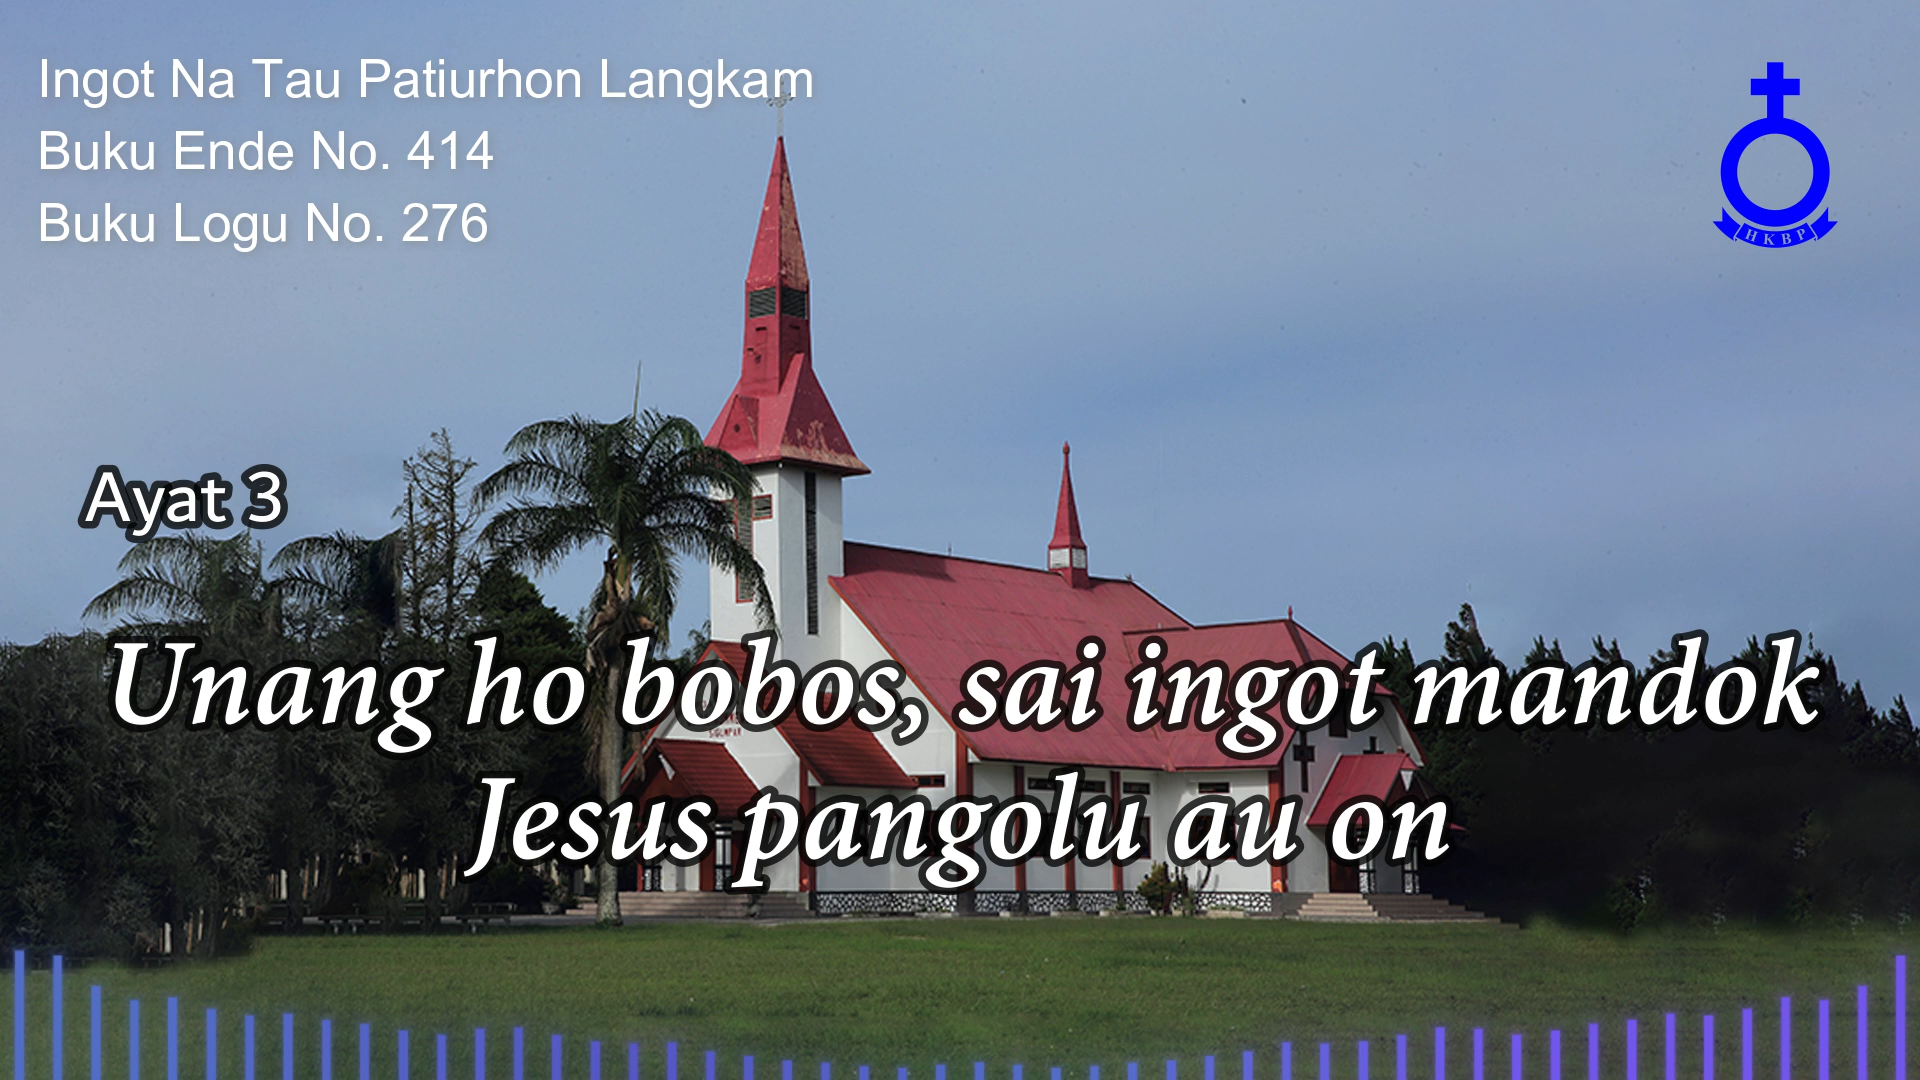 Ingot Na Tau Patiurhon Langkam
Buku Ende No. 414
Buku Logu No. 276
HKBP
Ayat 3
Unang ho bobos, sai ingot mandok
Jesus pangolu au on